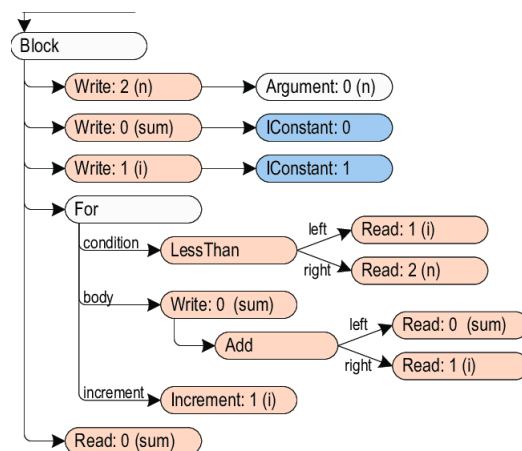 Block
Write: 2 (n)
Argument: 0 (n)
Write: 0 (sum)
IConstant: 0
Write: 1 (i)
IConstant: 1
For
condition
LessThan
left
Read: 1 (i)
right
Read: 2 (n)
body
Write: 0 (sum)
Add
left
Read: 0 (sum)
right
Read: 1 (i)
increment
Increment: 1 (i)
Read: 0 (sum)